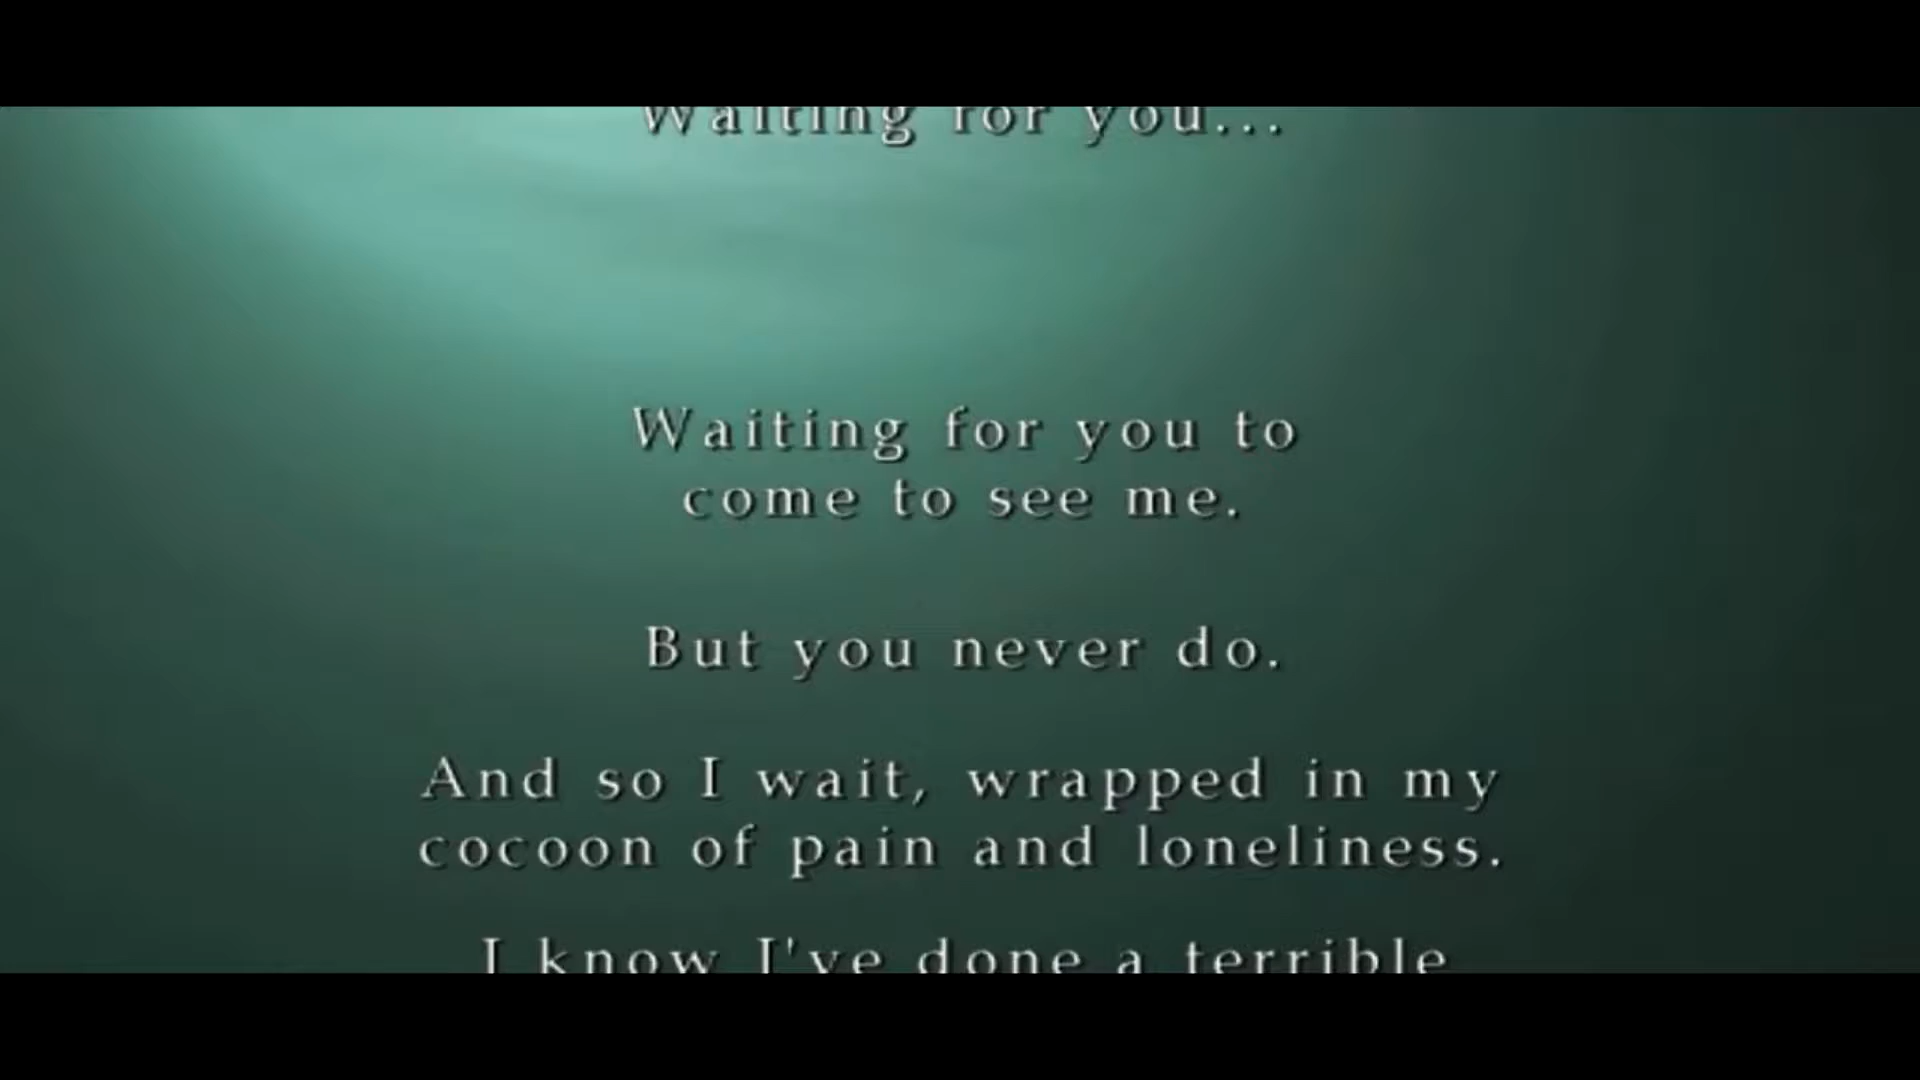 Waiting for you...
Waiting for you to
come to see me.
But you never do.
And so I wait, wrapped in my
cocoon of pain and loneliness.
I know I've done a terrible